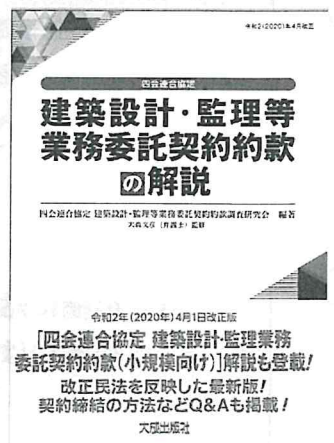 令和2(2020)年4月改正
四会連合協定
建築設計・監理等
業務委託契約約款
の解説
四会連合協定 建築設計・監理等業務委託契約約款調査研究会 編著
大森文彦(弁護士)監修
令和2年(2020年)4月1日改正版
[四会連合協定 建築設計・監理業務
委託契約約款(小規模向け)]解説も登載!
改正民法を反映した最新版!
契約締結の方法などQ&Aも掲載!
大成出版社